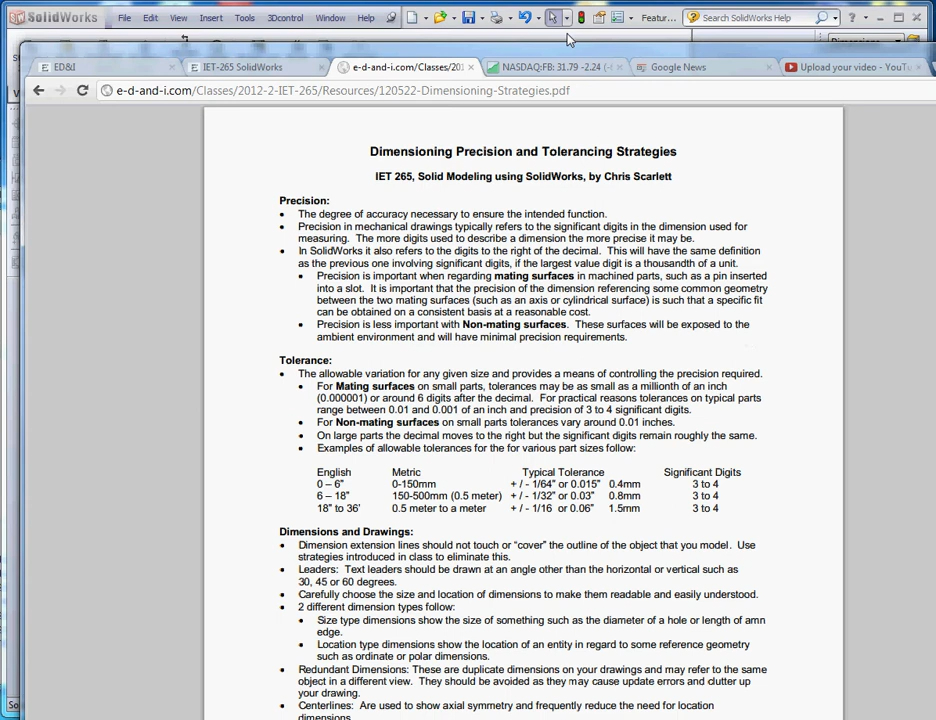 SolidWorks File Edit View Insert Tools 3Dcontrol Window Help Featur... Search SolidWorks Help
Dimensions
ED&I IET-265 SolidWorks e-d-and-i.com/Classes/201 NASDAQ:FB: 31.79 -2.24 (- Google News Upload your video - YouTu
e-d-and-i.com/Classes/2012-2-IET-265/Resources/120522-Dimensioning-Strategies.pdf
Dimensioning Precision and Tolerancing Strategies
IET 265, Solid Modeling using SolidWorks, by Chris Scarlett
Precision:
• The degree of accuracy necessary to ensure the intended function.
• Precision in mechanical drawings typically refers to the significant digits in the dimension used for
measuring. The more digits used to describe a dimension the more precise it may be.
• In SolidWorks it also refers to the digits to the right of the decimal. This will have the same definition
as the previous one involving significant digits, if the largest value digit is a thousandth of a unit.
• Precision is important when regarding mating surfaces in machined parts, such as a pin inserted
into a slot. It is important that the precision of the dimension referencing some common geometry
between the two mating surfaces (such as an axis or cylindrical surface) is such that a specific fit
can be obtained on a consistent basis at a reasonable cost.
• Precision is less important with Non-mating surfaces. These surfaces will be exposed to the
ambient environment and will have minimal precision requirements.
Tolerance:
• The allowable variation for any given size and provides a means of controlling the precision required.
• For Mating surfaces on small parts, tolerances may be as small as a millionth of an inch
(0.000001) or around 6 digits after the decimal. For practical reasons tolerances on typical parts
range between 0.01 and 0.001 of an inch and precision of 3 to 4 significant digits.
• For Non-mating surfaces on small parts tolerances vary around 0.01 inches.
• On large parts the decimal moves to the right but the significant digits remain roughly the same.
• Examples of allowable tolerances for the for various part sizes follow:
English Metric Typical Tolerance Significant Digits
0 – 6" 0-150mm + / - 1/64" or 0.015" 0.4mm 3 to 4
6 – 18" 150-500mm (0.5 meter) + / - 1/32" or 0.03" 0.8mm 3 to 4
18" to 36' 0.5 meter to a meter + / - 1/16 or 0.06" 1.5mm 3 to 4
Dimensions and Drawings:
• Dimension extension lines should not touch or "cover" the outline of the object that you model. Use
strategies introduced in class to eliminate this.
• Leaders: Text leaders should be drawn at an angle other than the horizontal or vertical such as
30, 45 or 60 degrees.
• Carefully choose the size and location of dimensions to make them readable and easily understood.
• 2 different dimension types follow:
• Size type dimensions show the size of something such as the diameter of a hole or length of amn
edge.
• Location type dimensions show the location of an entity in regard to some reference geometry
such as ordinate or polar dimensions.
• Redundant Dimensions: These are duplicate dimensions on your drawings and may refer to the same
object in a different view. They should be avoided as they may cause update errors and clutter up
your drawing.
• Centerlines: Are used to show axial symmetry and frequently reduce the need for location
dimensions.
So